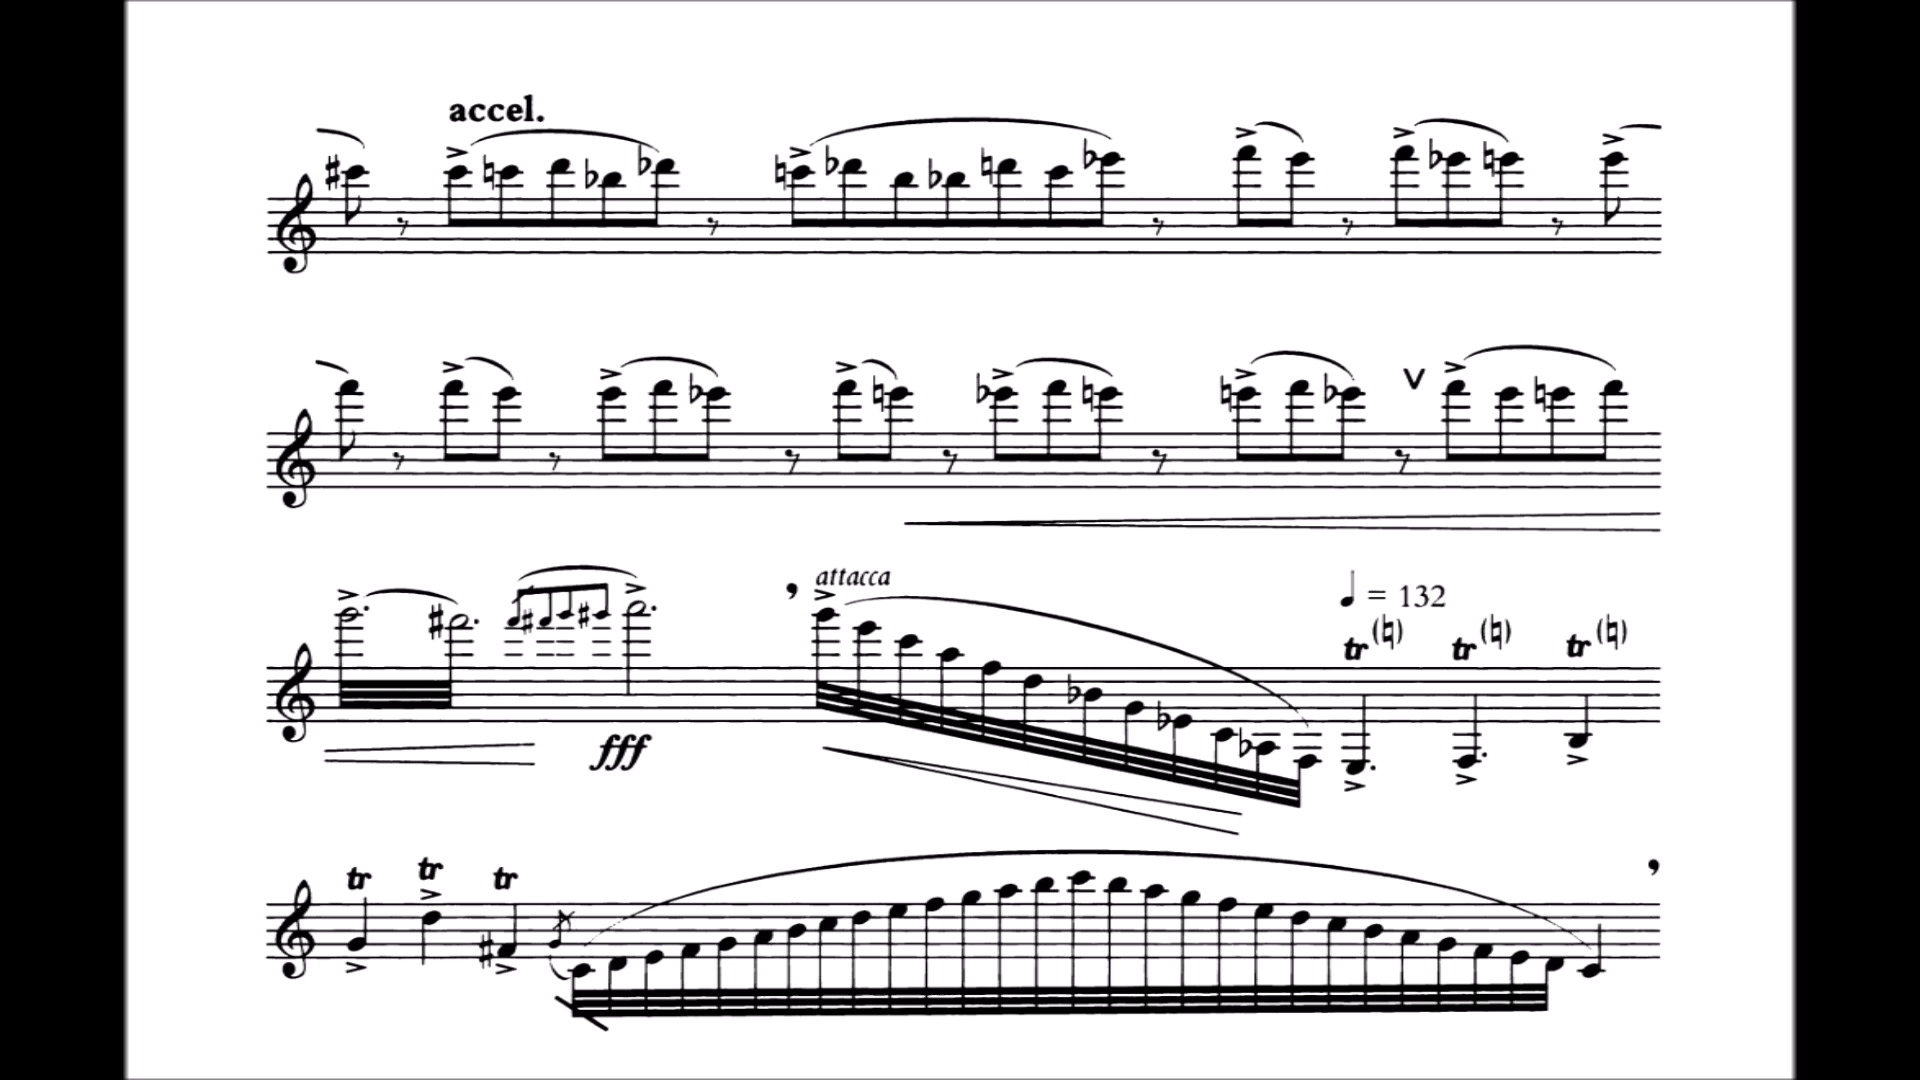 accel.
attacca
♩ = 132
tr (♮) tr (♮) tr (♮)
fff
tr tr tr